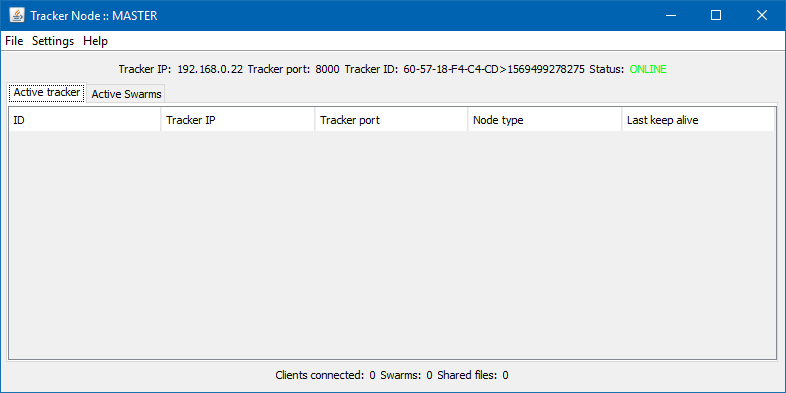 Tracker Node :: MASTER
File Settings Help
Tracker IP: 192.168.0.22 Tracker port: 8000 Tracker ID: 60-57-18-F4-C4-CD>1569499278275 Status: ONLINE
Active tracker Active Swarms
ID Tracker IP Tracker port Node type Last keep alive
Clients connected: 0 Swarms: 0 Shared files: 0